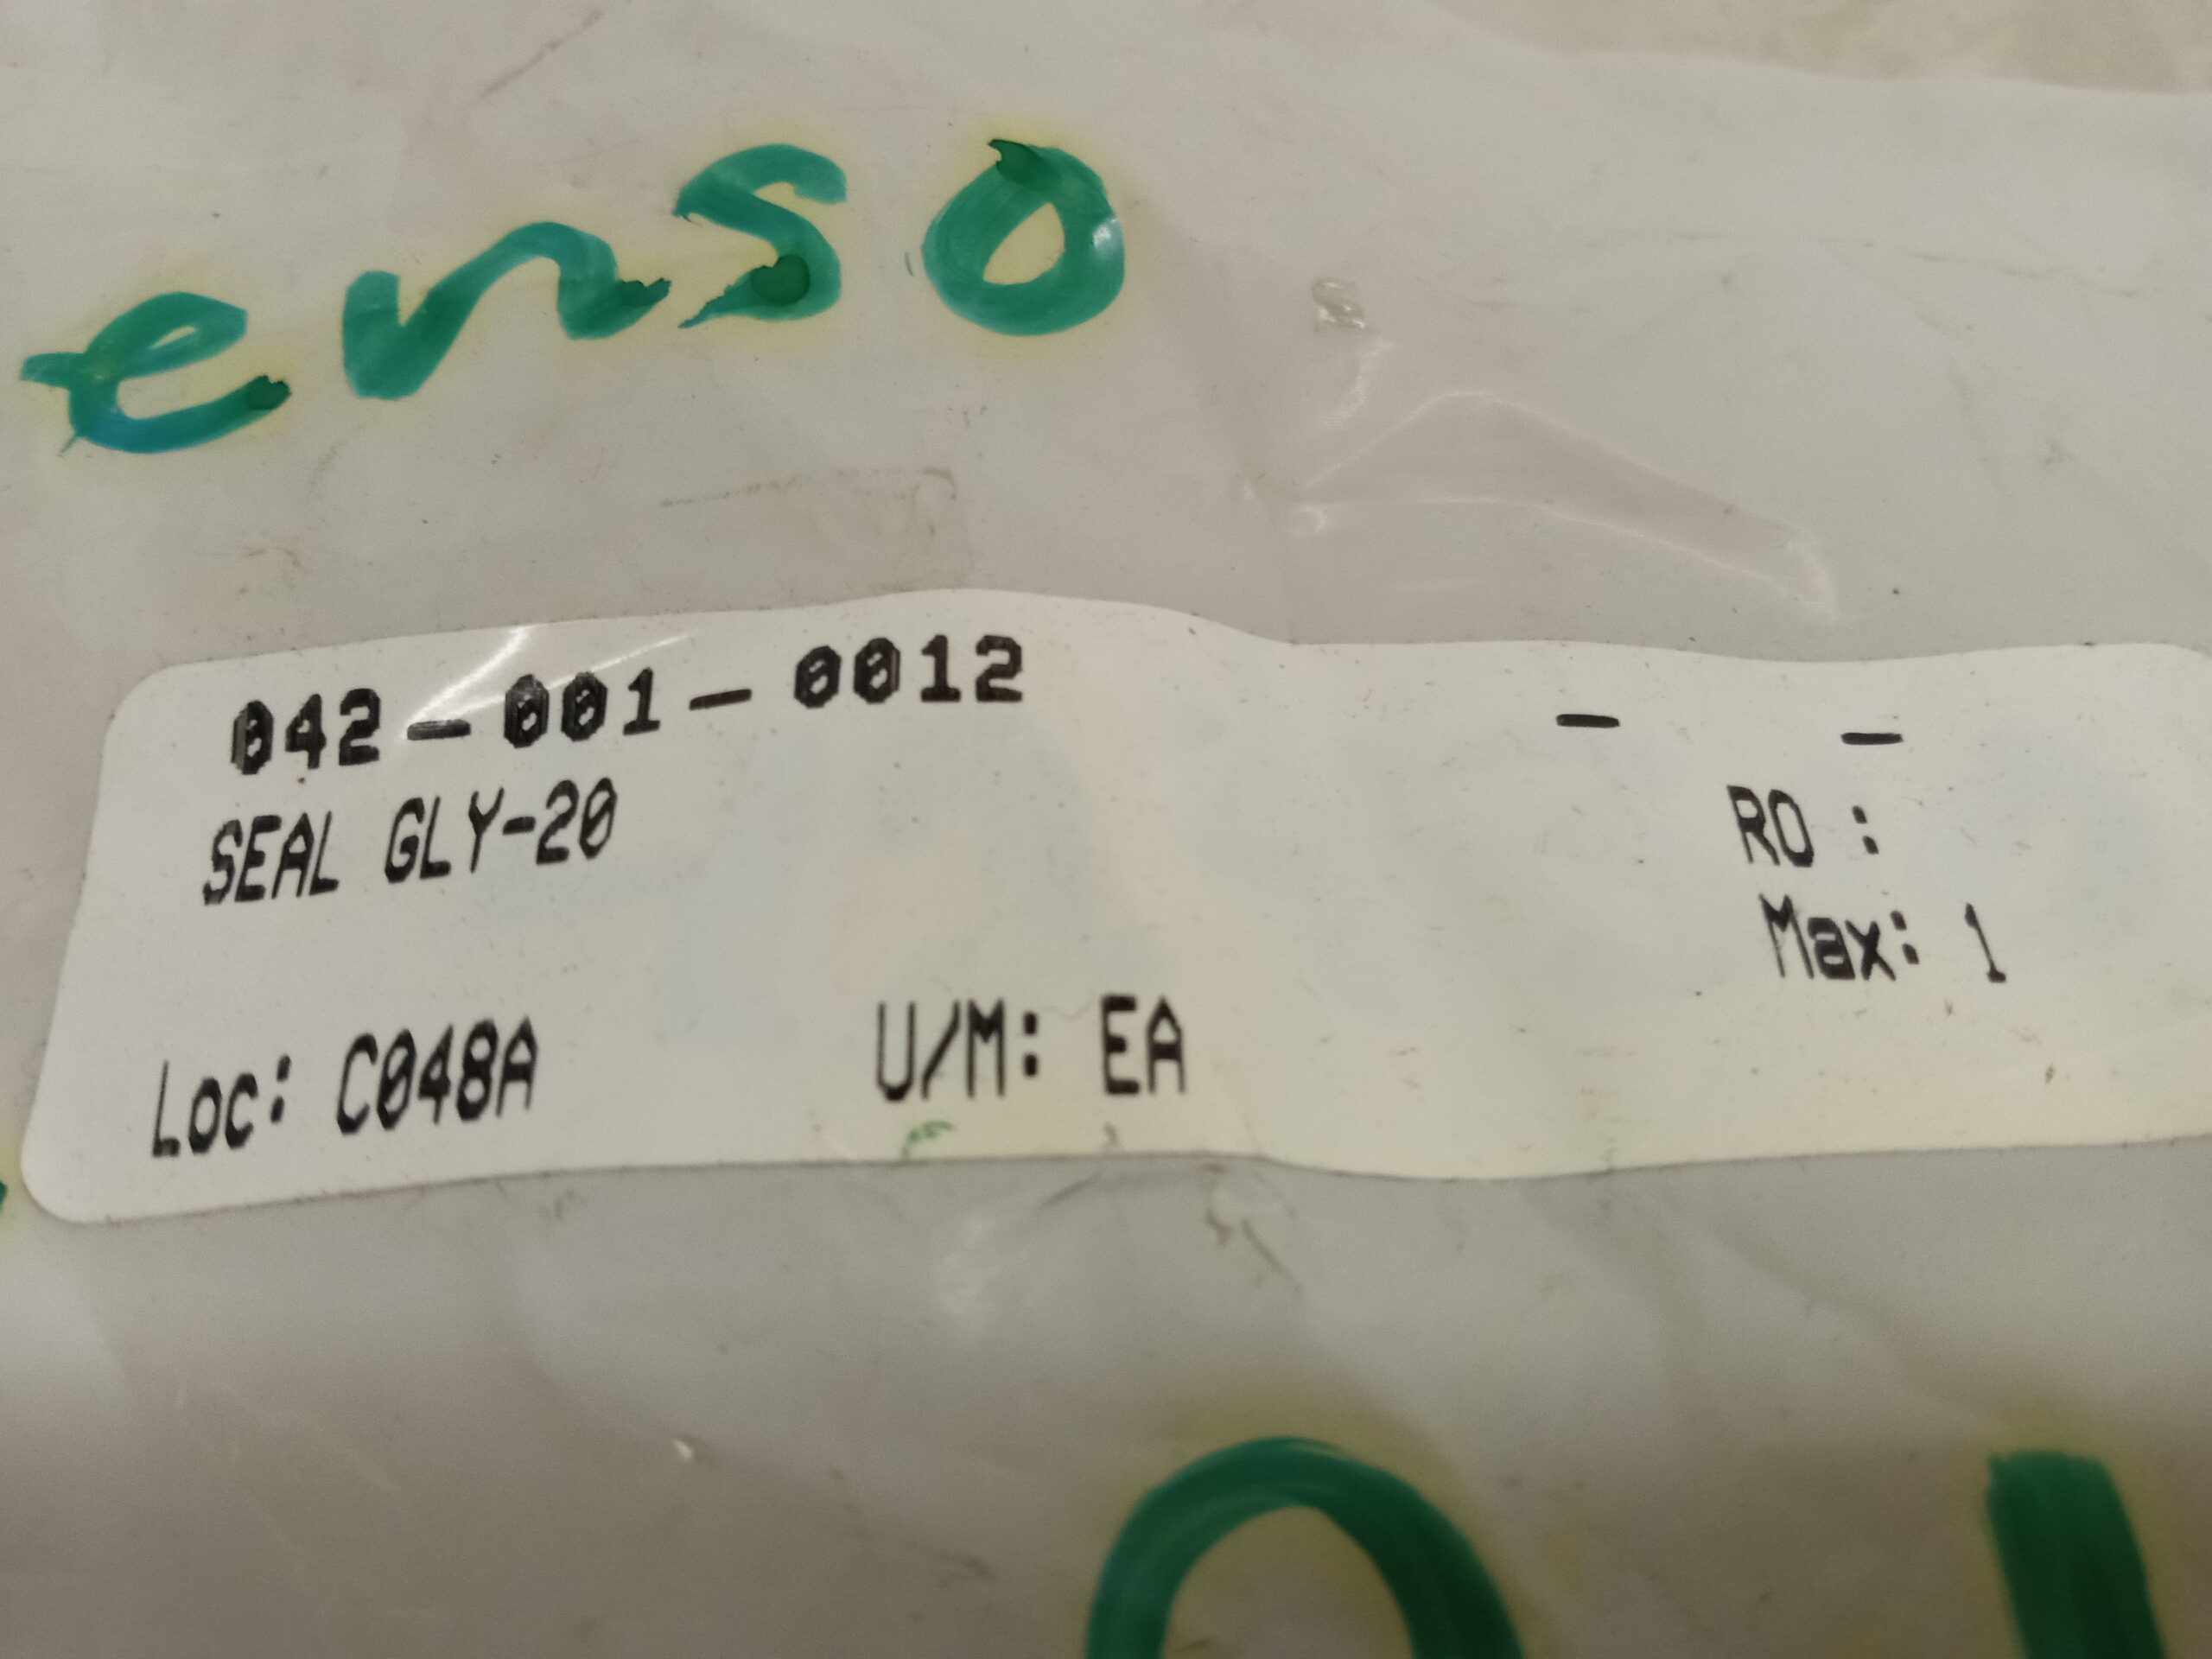 enso
042-001-0012 - -
SEAL GLY-20
RO :
Max: 1
Loc: C048A U/M: EA